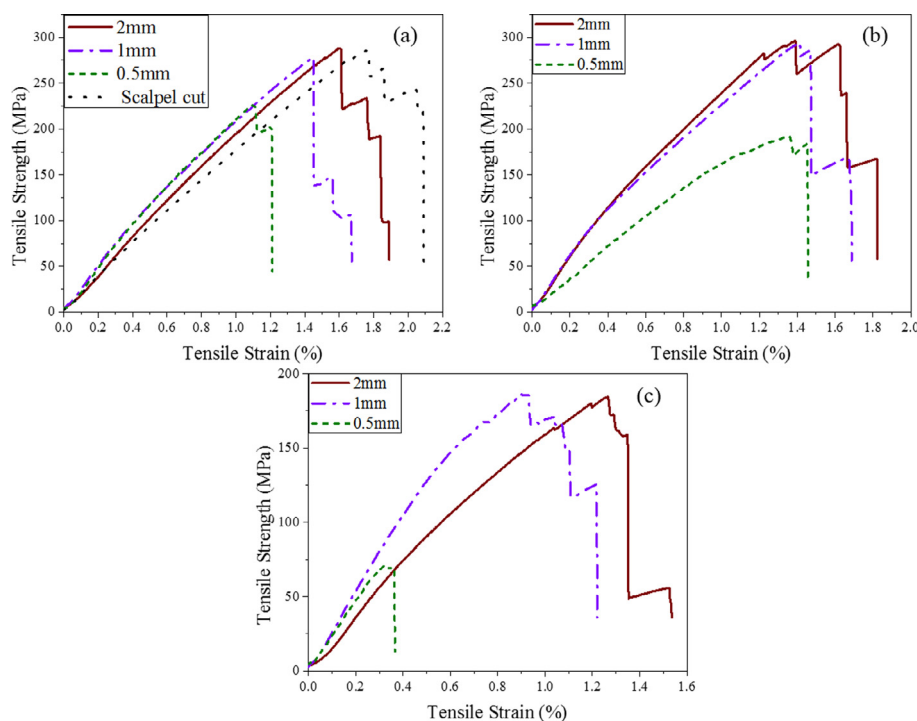 (a)
2mm
1mm
0.5mm
Scalpel cut
300
250
200
150
100
50
0
0.0 0.2 0.4 0.6 0.8 1.0 1.2 1.4 1.6 1.8 2.0 2.2
Tensile Strength (MPa)
Tensile Strain (%)
(b)
2mm
1mm
0.5mm
300
250
200
150
100
50
0
0.0 0.2 0.4 0.6 0.8 1.0 1.2 1.4 1.6 1.8 2.0
Tensile Strength (MPa)
Tensile Strain (%)
(c)
2mm
1mm
0.5mm
200
150
100
50
0
0.0 0.2 0.4 0.6 0.8 1.0 1.2 1.4 1.6
Tensile Strength (MPa)
Tensile Strain (%)